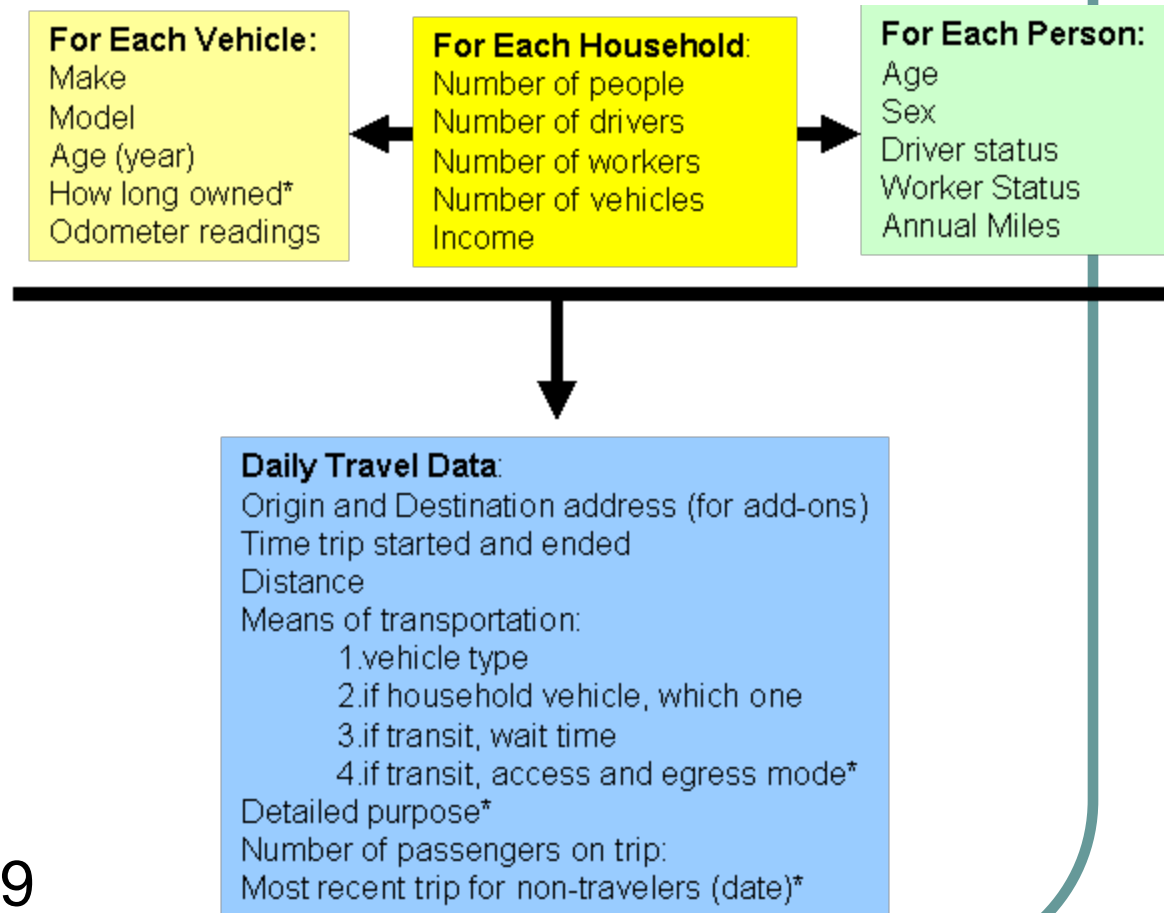 For Each Vehicle:
Make
Model
Age (year)
How long owned*
Odometer readings
For Each Household:
Number of people
Number of drivers
Number of workers
Number of vehicles
Income
For Each Person:
Age
Sex
Driver status
Worker Status
Annual Miles
Daily Travel Data:
Origin and Destination address (for add-ons)
Time trip started and ended
Distance
Means of transportation:
1.vehicle type
2.if household vehicle, which one
3.if transit, wait time
4.if transit, access and egress mode*
Detailed purpose*
Number of passengers on trip:
Most recent trip for non-travelers (date)*
9